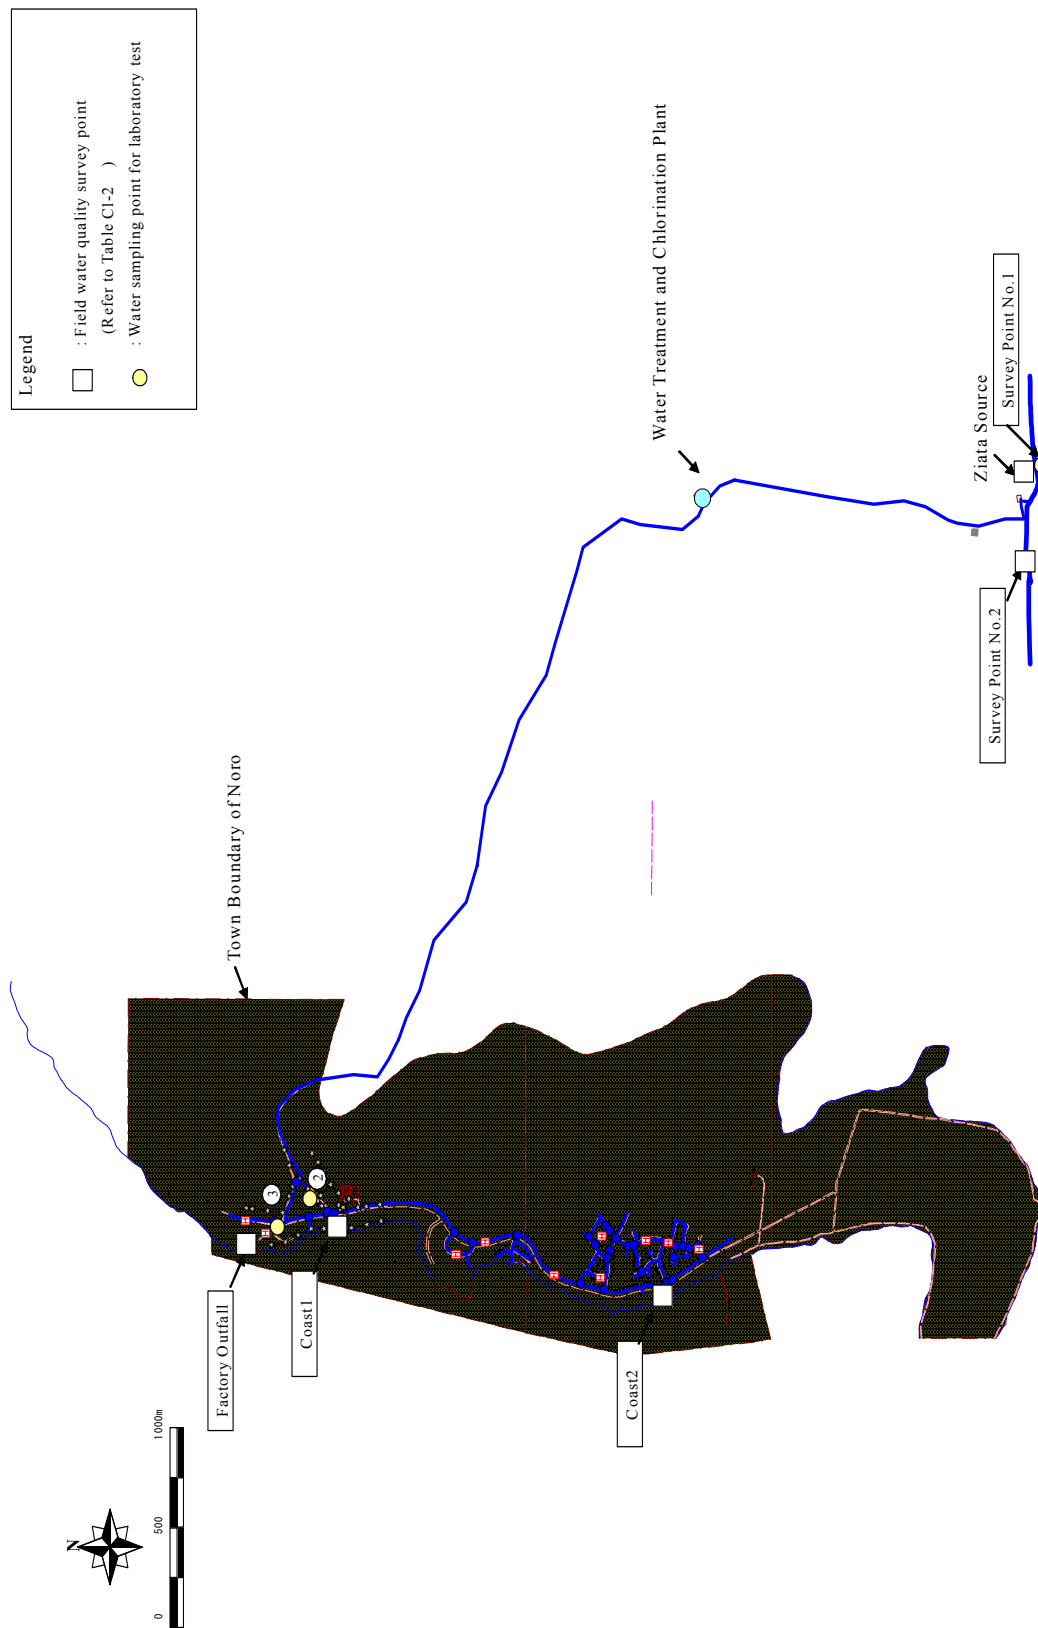 Legend
: Field water quality survey point
(Refer to Table C1-2 )
: Water sampling point for laboratory test
Water Treatment and Chlorination Plant
Ziata Source
Survey Point No.1
Survey Point No.2
Town Boundary of Noro
3
2
Factory Outfall
Coast1
Coast2
N
0 500 1000m